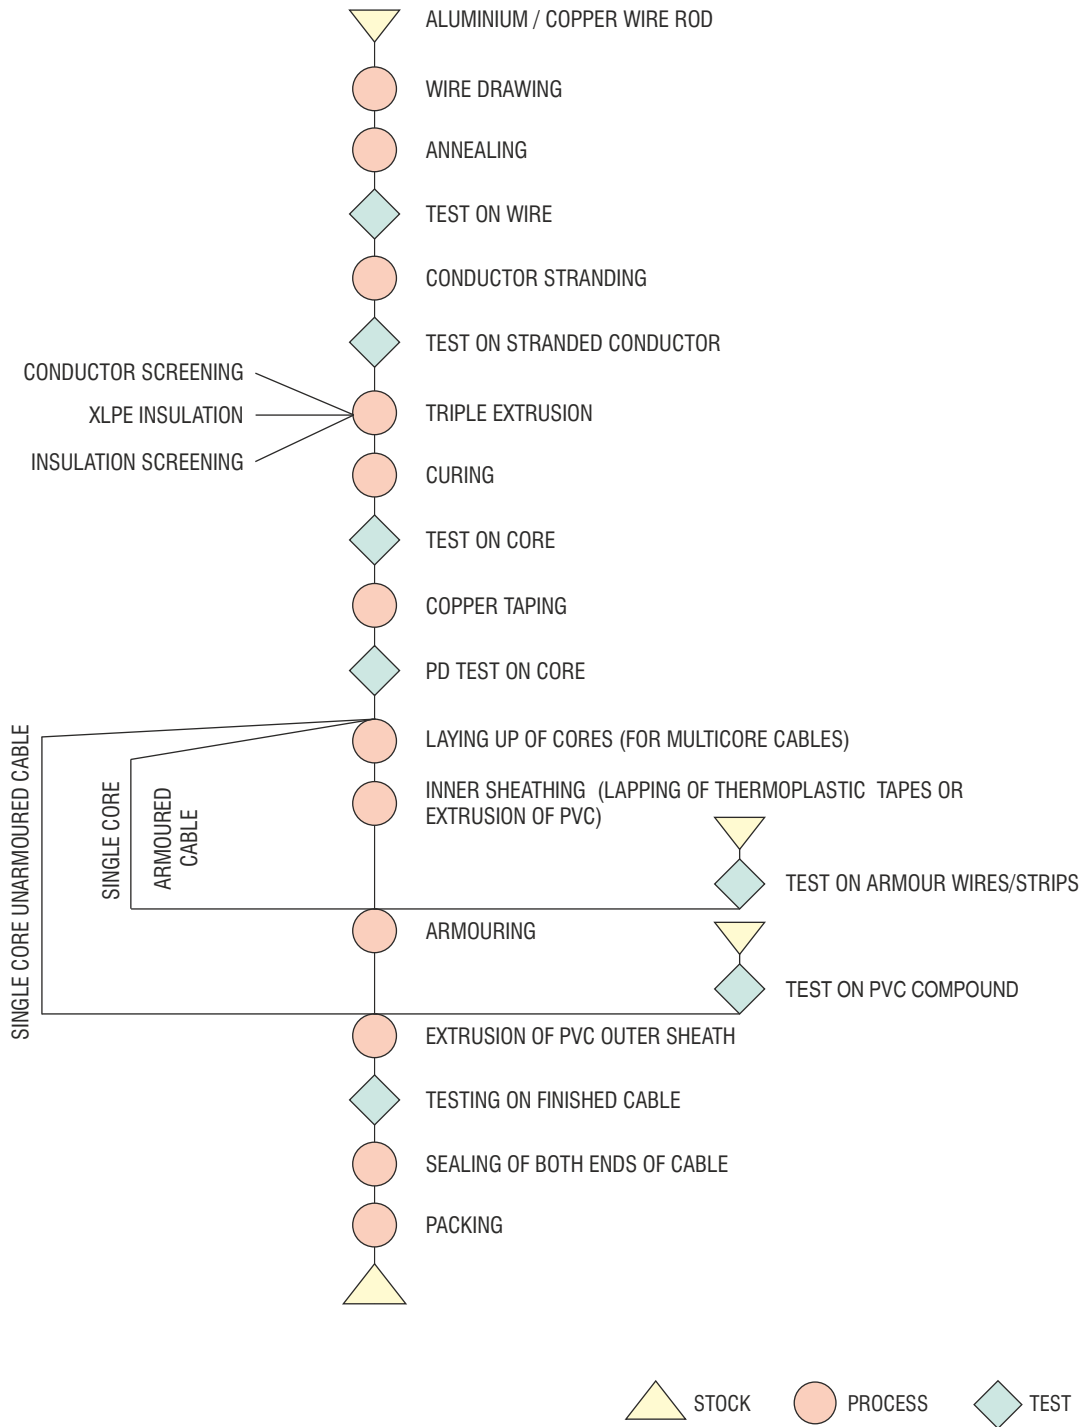 ALUMINIUM / COPPER WIRE ROD
WIRE DRAWING
ANNEALING
TEST ON WIRE
CONDUCTOR STRANDING
TEST ON STRANDED CONDUCTOR
CONDUCTOR SCREENING
XLPE INSULATION
INSULATION SCREENING
TRIPLE EXTRUSION
CURING
TEST ON CORE
COPPER TAPING
PD TEST ON CORE
SINGLE CORE UNARMOURED CABLE
SINGLE CORE
ARMOURED
CABLE
LAYING UP OF CORES (FOR MULTICORE CABLES)
INNER SHEATHING (LAPPING OF THERMOPLASTIC TAPES OR
EXTRUSION OF PVC)
TEST ON ARMOUR WIRES/STRIPS
ARMOURING
TEST ON PVC COMPOUND
EXTRUSION OF PVC OUTER SHEATH
TESTING ON FINISHED CABLE
SEALING OF BOTH ENDS OF CABLE
PACKING
STOCK
PROCESS
TEST